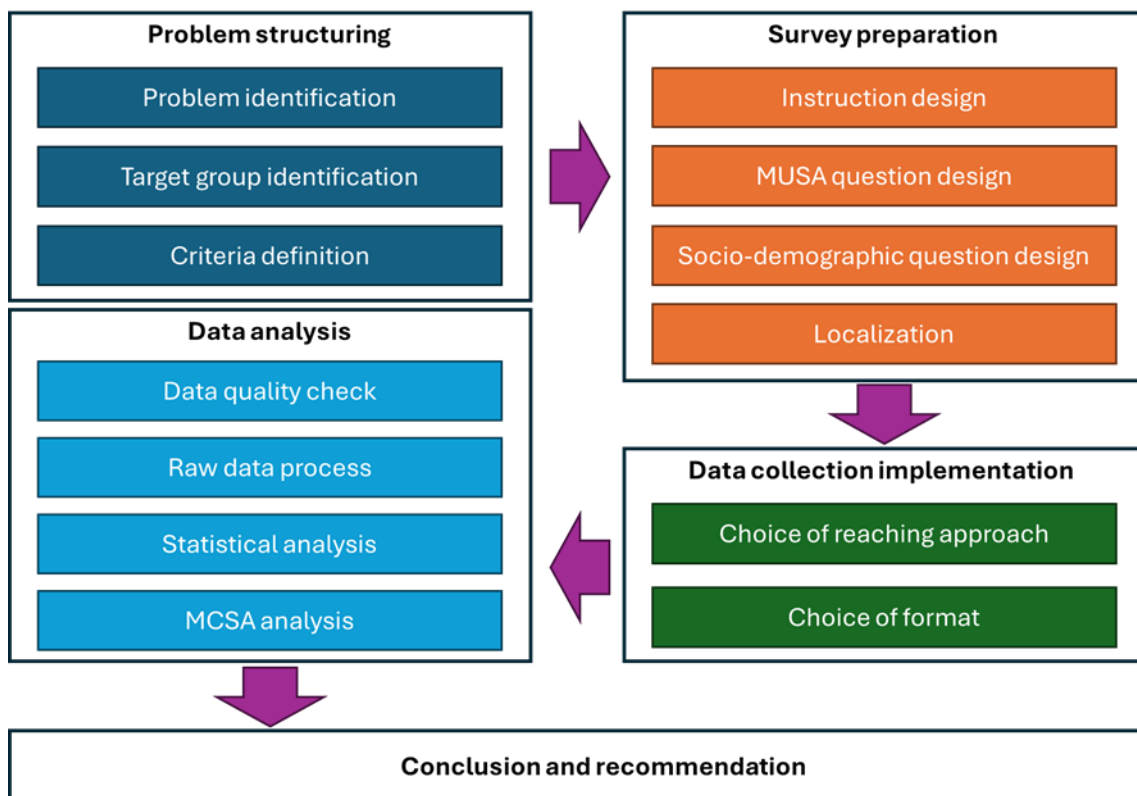 Problem structuring
Problem identification
Target group identification
Criteria definition
Survey preparation
Instruction design
MUSA question design
Socio-demographic question design
Localization
Data collection implementation
Choice of reaching approach
Choice of format
Data analysis
Data quality check
Raw data process
Statistical analysis
MCSA analysis
Conclusion and recommendation